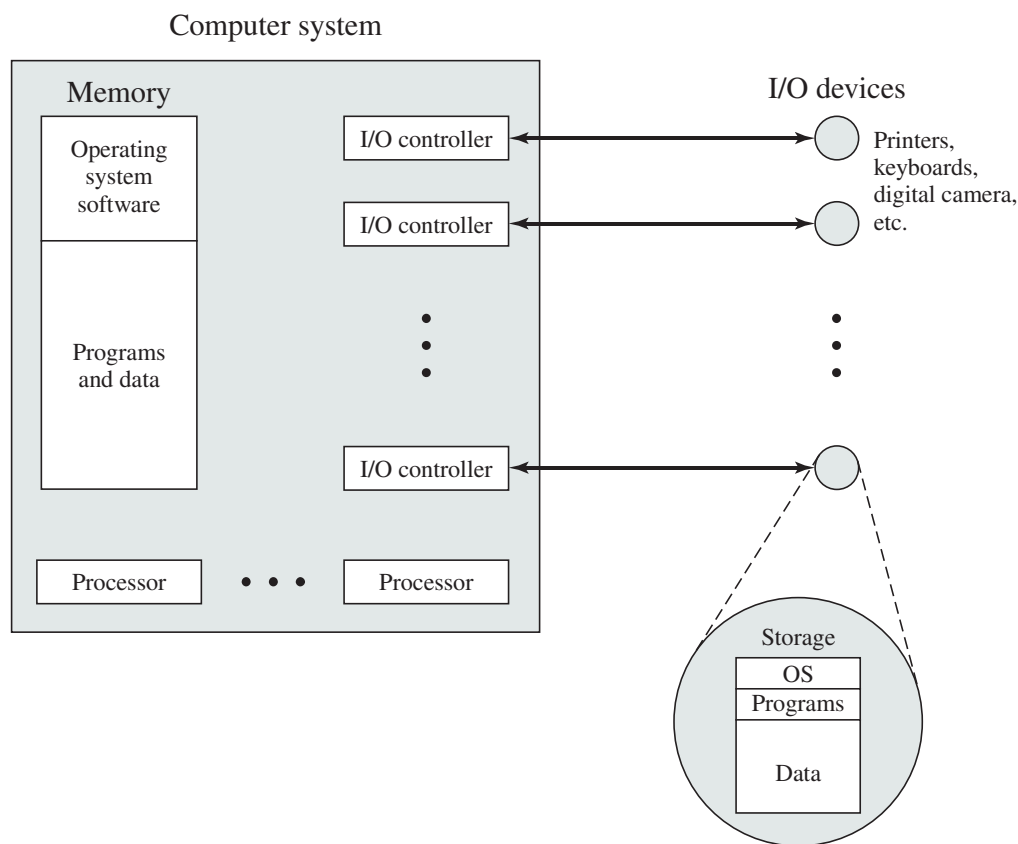 Computer system
Memory
Operating
system
software
Programs
and data
I/O controller
I/O controller
I/O controller
Processor
Processor
I/O devices
Printers,
keyboards,
digital camera,
etc.
Storage
OS
Programs
Data